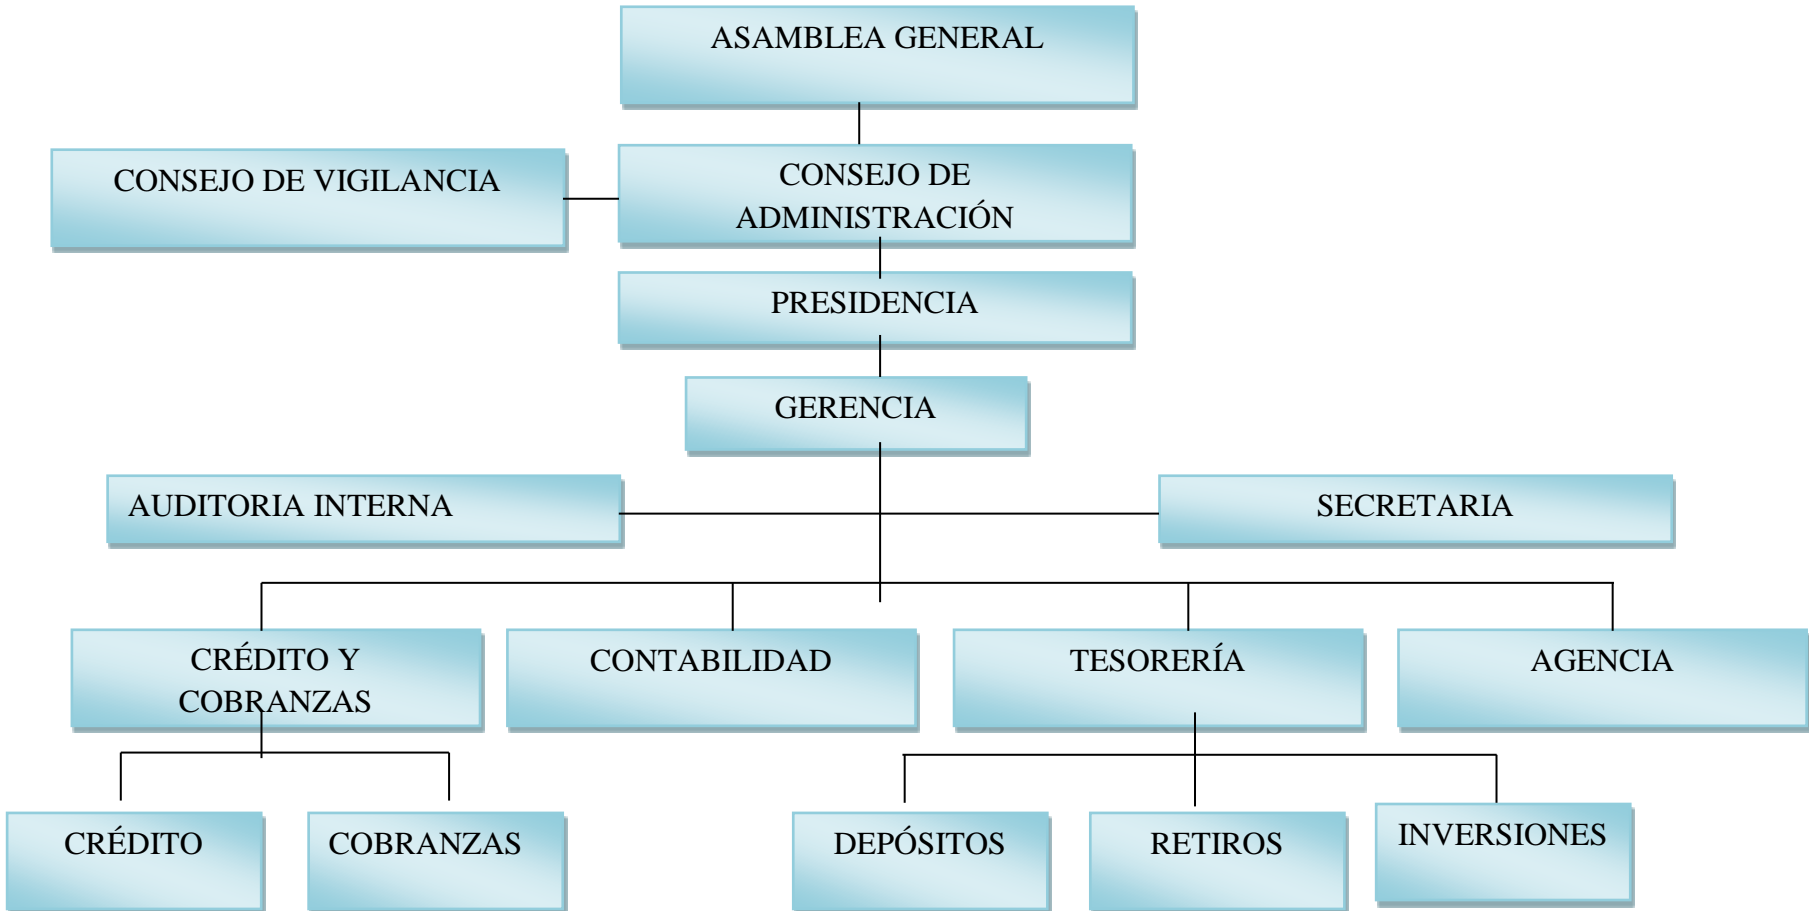 ASAMBLEA GENERAL
CONSEJO DE VIGILANCIA
CONSEJO DE
ADMINISTRACIÓN
PRESIDENCIA
GERENCIA
AUDITORIA INTERNA
SECRETARIA
CRÉDITO Y
COBRANZAS
CONTABILIDAD
TESORERÍA
AGENCIA
CRÉDITO
COBRANZAS
DEPÓSITOS
RETIROS
INVERSIONES